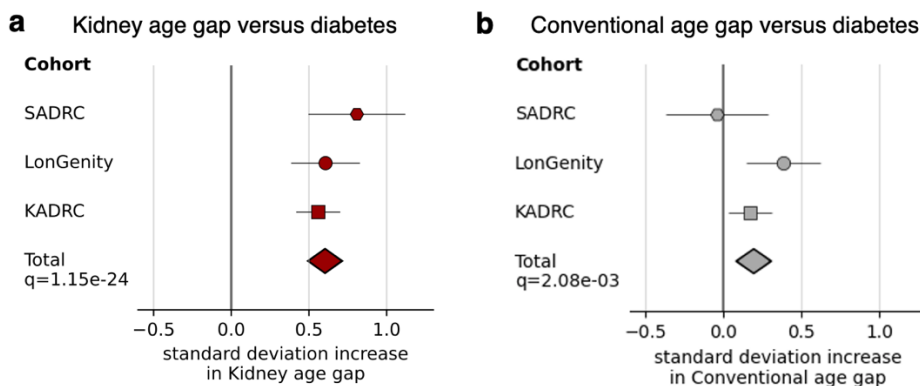 a Kidney age gap versus diabetes
Cohort
SADRC
LonGenity
KADRC
Total
q=1.15e-24
−0.5 0.0 0.5 1.0
standard deviation increase
in Kidney age gap
b Conventional age gap versus diabetes
Cohort
SADRC
LonGenity
KADRC
Total
q=2.08e-03
−0.5 0.0 0.5 1.0
standard deviation increase
in Conventional age gap